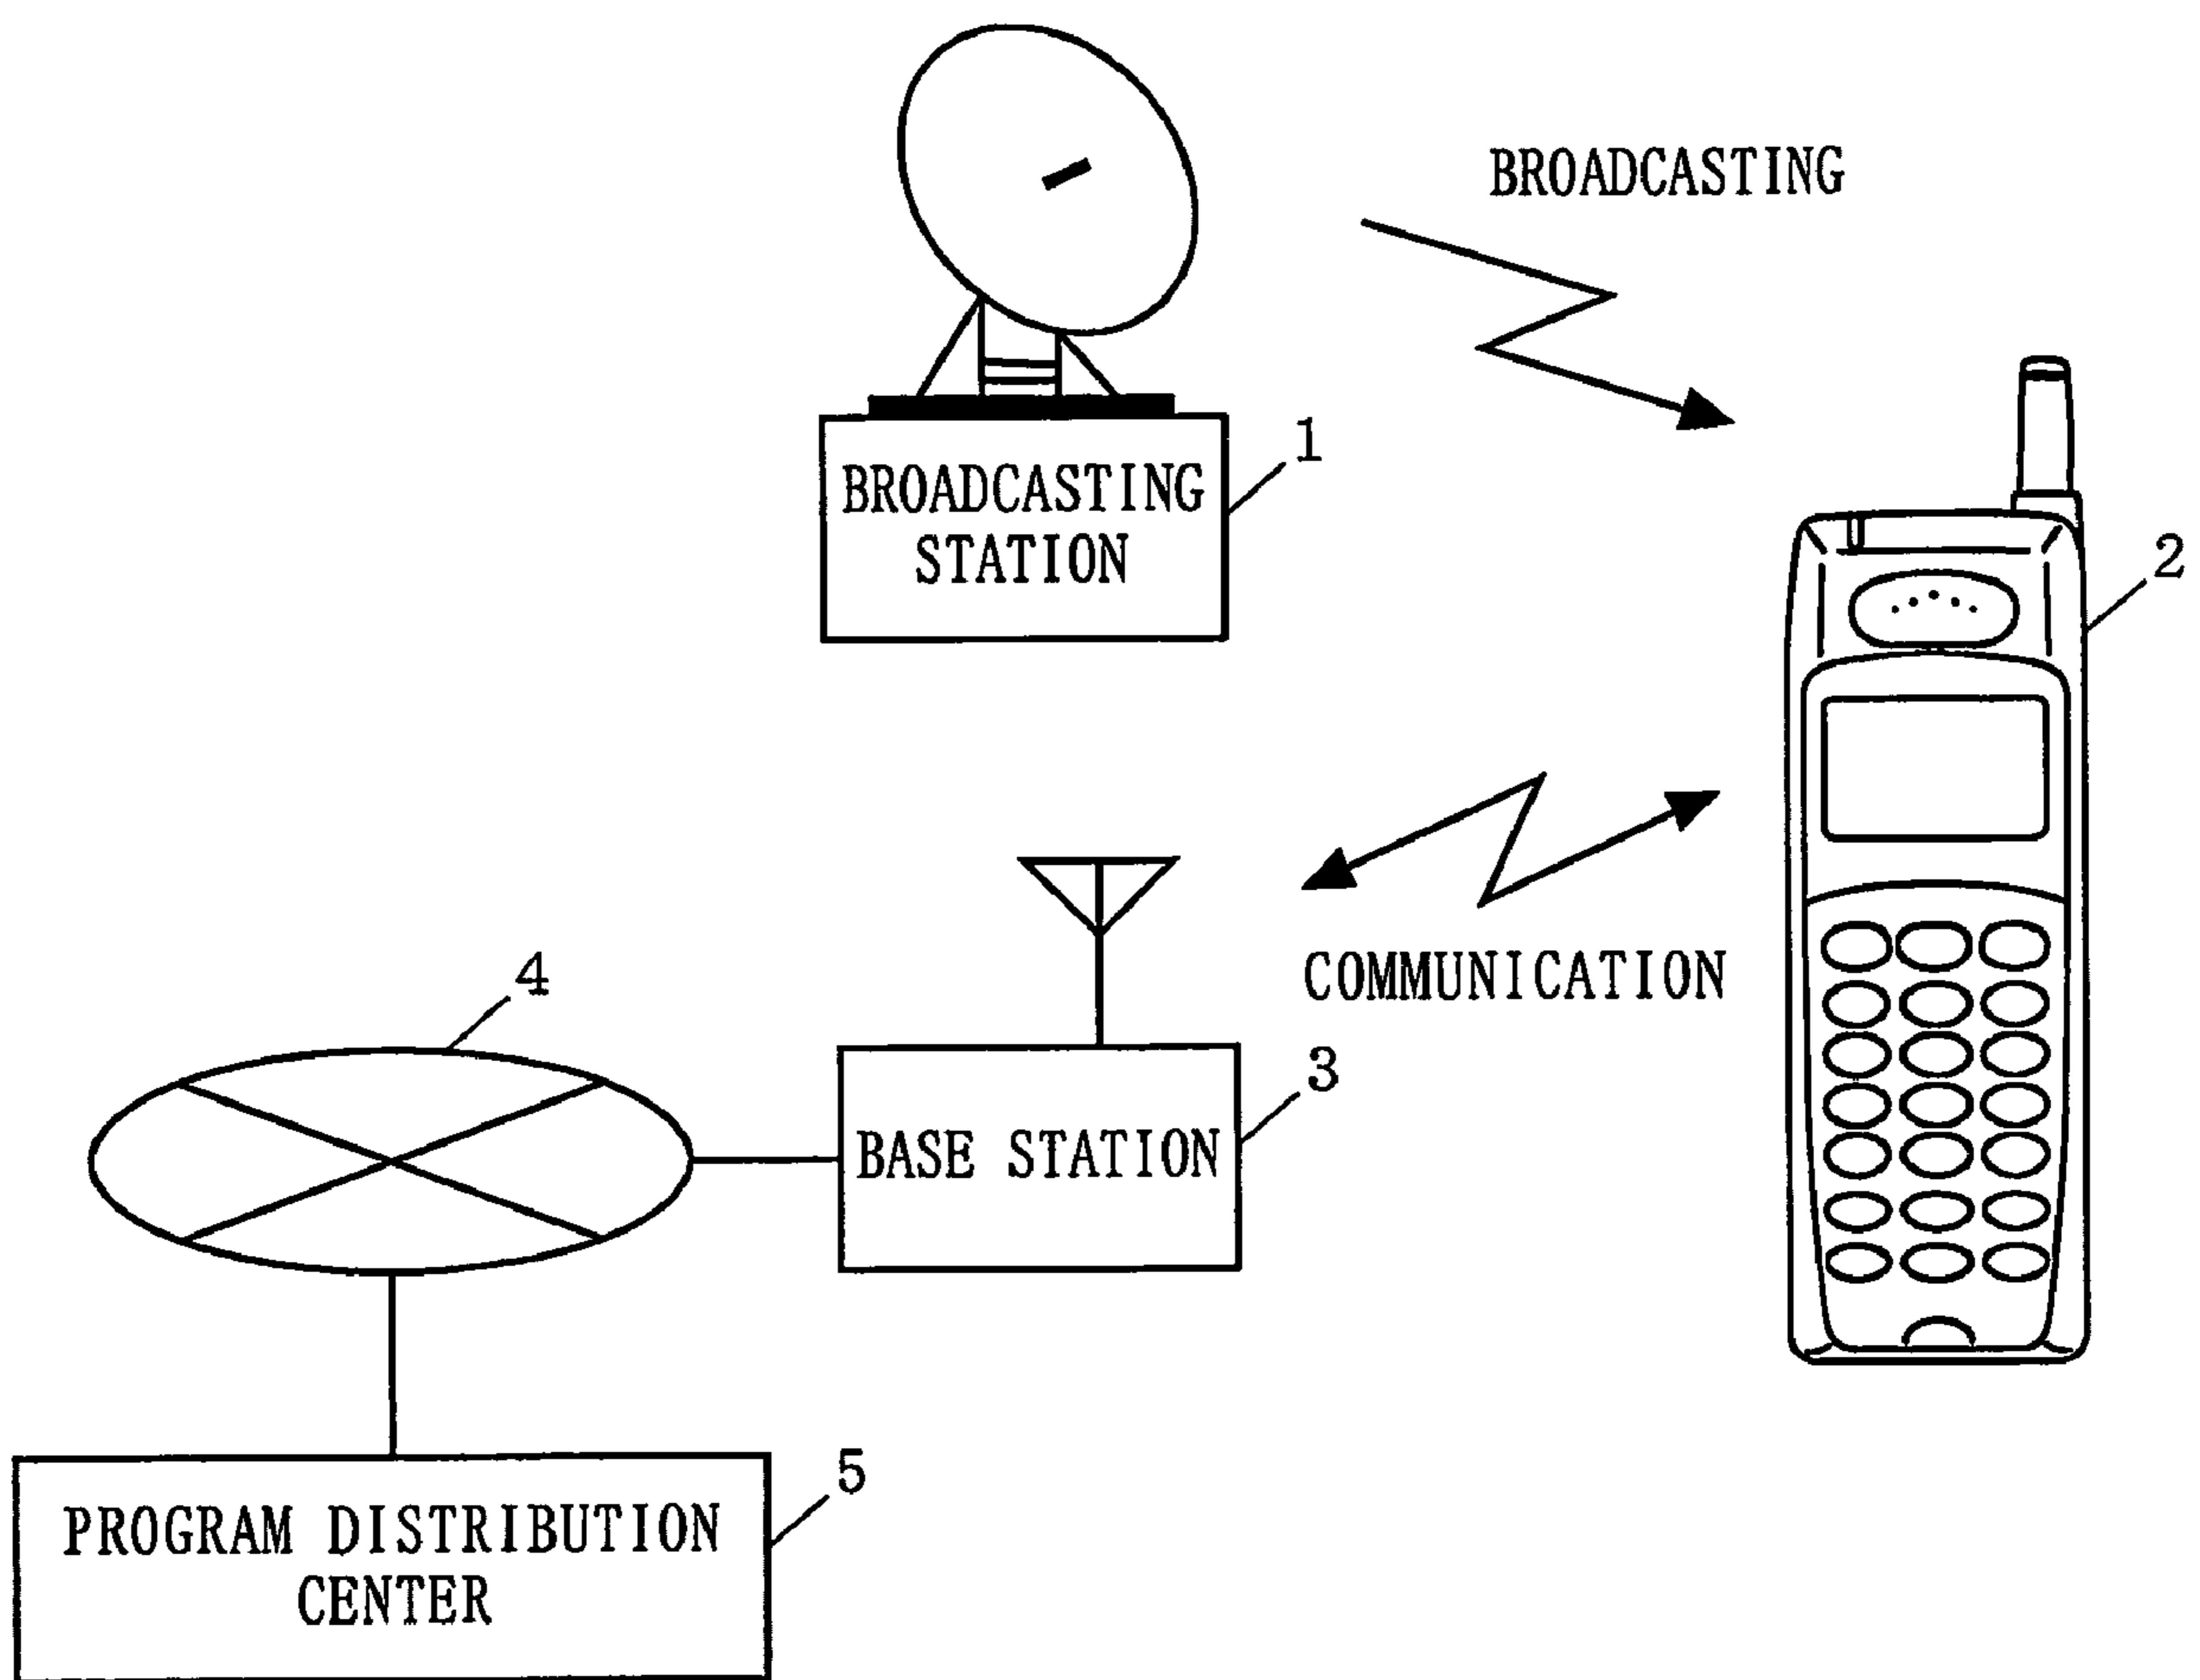 BROADCASTING
1
BROADCASTING
STATION
2
COMMUNICATION
4
3
BASE STATION
5
PROGRAM DISTRIBUTION
CENTER